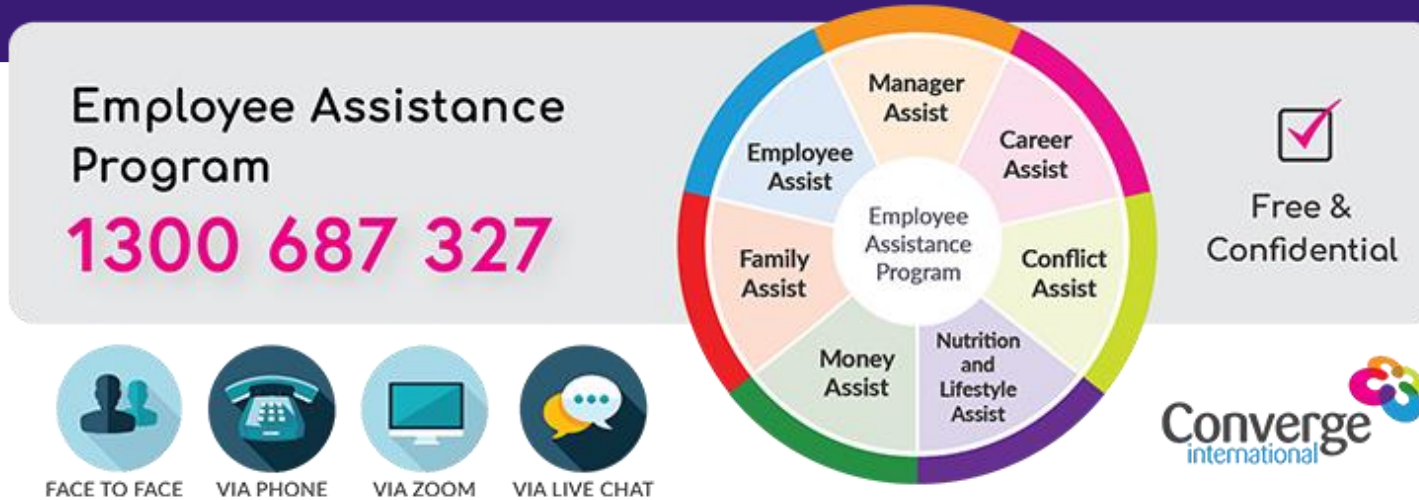 Employee Assistance
Program
1300 687 327
Manager
Assist
Career
Assist
Conflict
Assist
Nutrition
and
Lifestyle
Assist
Money
Assist
Family
Assist
Employee
Assist
Employee
Assistance
Program
Free &
Confidential
FACE TO FACE
VIA PHONE
VIA ZOOM
VIA LIVE CHAT
Converge
international